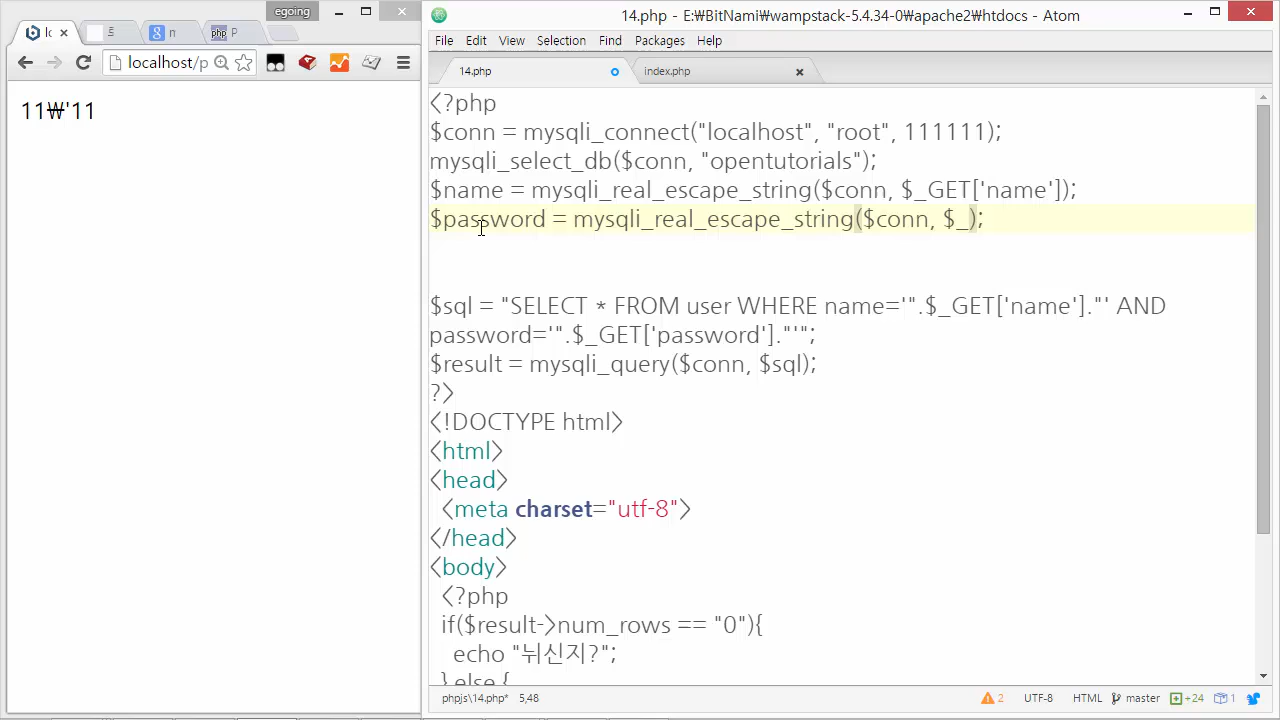 egoing
14.php - E:₩BitNami₩wampstack-5.4.34-0₩apache2₩htdocs - Atom
5
n
php P
File Edit View Selection Find Packages Help
localhost/p
14.php
index.php
11₩'11
<?php
$conn = mysqli_connect("localhost", "root", 111111);
mysqli_select_db($conn, "opentutorials");
$name = mysqli_real_escape_string($conn, $_GET['name']);
$password = mysqli_real_escape_string($conn, $_);
$sql = "SELECT * FROM user WHERE name='".$_GET['name']."' AND
password='".$_GET['password']."'";
$result = mysqli_query($conn, $sql);
?>
<!DOCTYPE html>
<html>
<head>
<meta charset="utf-8">
</head>
<body>
<?php
if($result->num_rows == "0"){
echo "뉘신지?";
} else {
phpjs\14.php* 5,48
2 UTF-8 HTML master +24 1